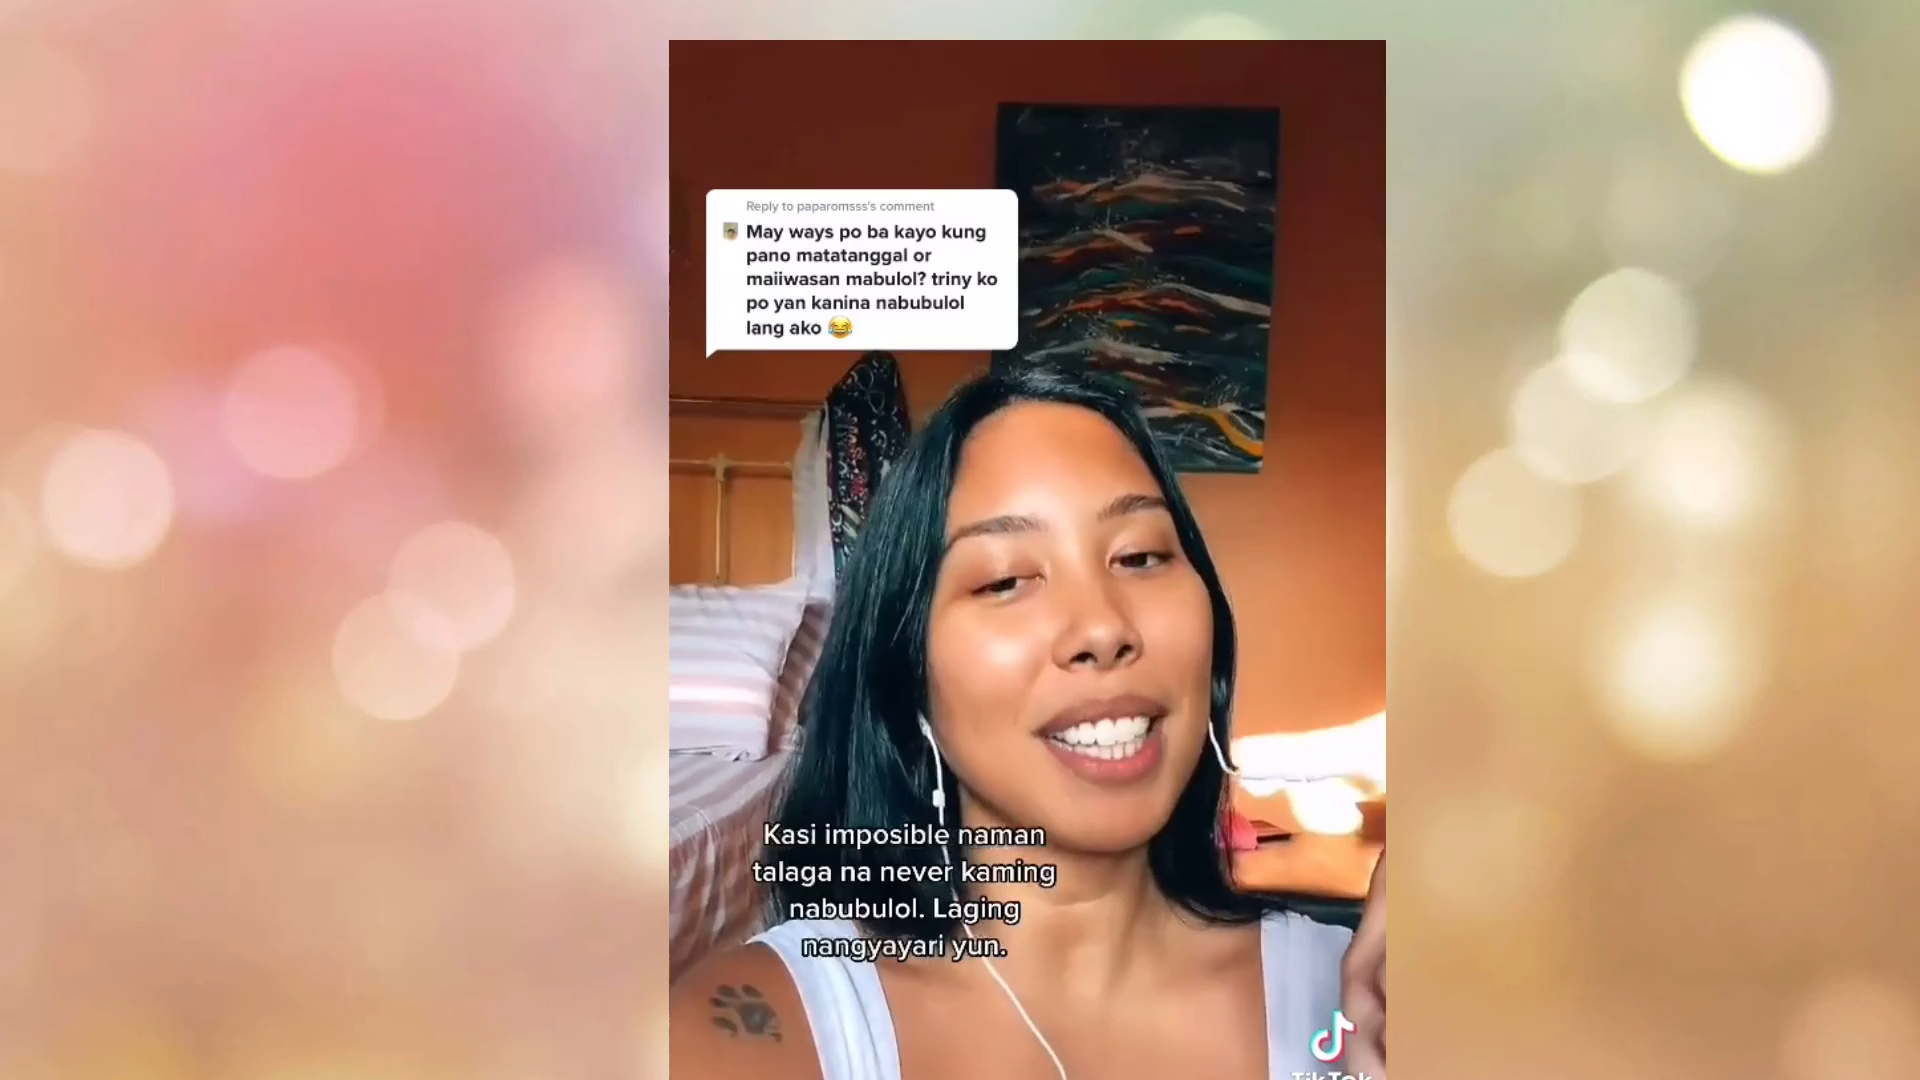 Reply to paparomsss's comment
May ways po ba kayo kung
pano matatanggal or
maiiwasan mabulol? triny ko
po yan kanina nabubulol
lang ako 😂
Kasi imposible naman
talaga na never kaming
nabubulol. Laging
nangyayari yun.
TikTok